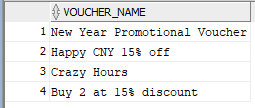 VOUCHER_NAME
1 New Year Promotional Voucher
2 Happy CNY 15% off
3 Crazy Hours
4 Buy 2 at 15% discount